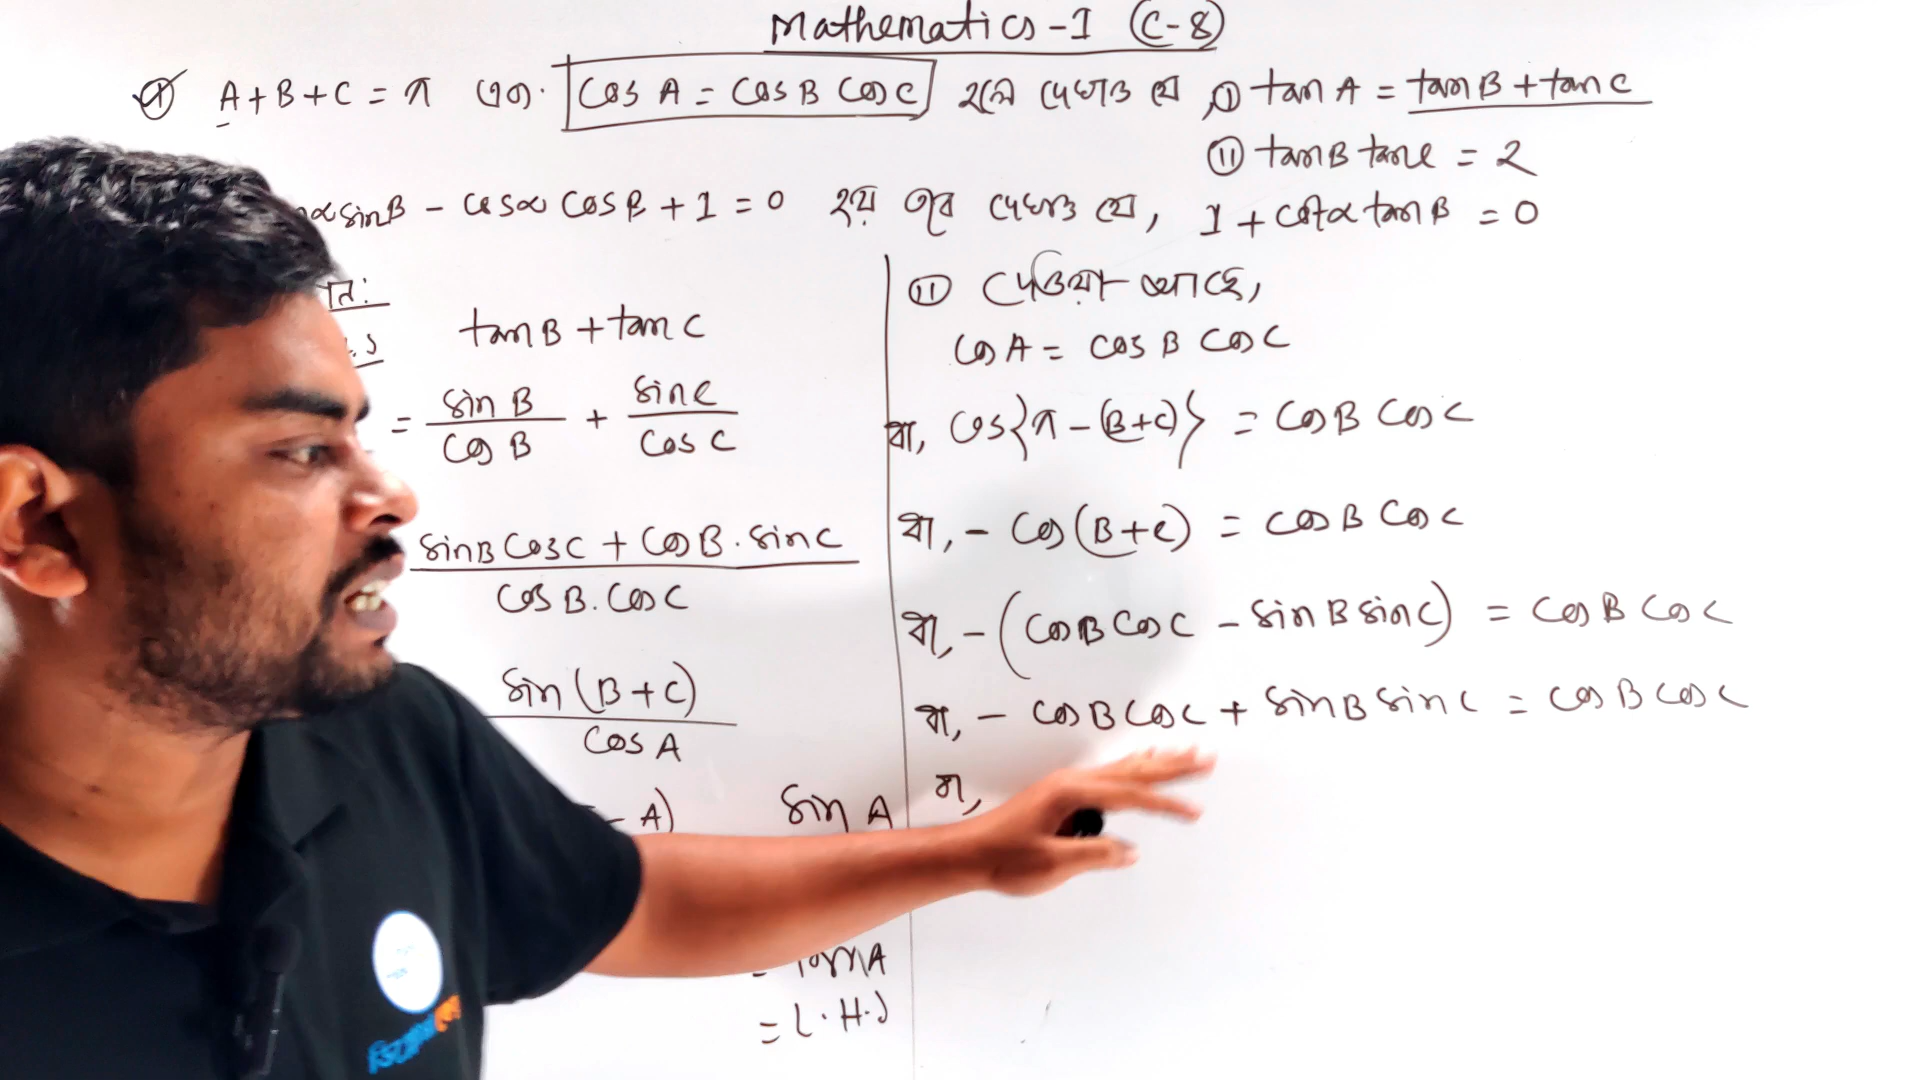 Mathematics-I (C-8)
A+B+C = π এবং cos A = cos B cos C হলে দেখাও যে, (i) tan A = tan B + tan C
(ii) tan B tan C = 2
α sin β - cos α cos β + 1 = 0 হয় তবে দেখাও যে, 1 + cot α tan β = 0
tan B + tan C
= sin B / cos B + sin C / cos C
sin B cos C + cos B . sin C / cos B . cos C
sin (B+C) / cos A
- A) sin A
= tan A
= L.H.S
(ii) দেওয়া আছে,
cos A = cos B cos C
বা, cos{π - (B+C)} = cos B cos C
বা, - cos (B+C) = cos B cos C
বা, - (cos B cos C - sin B sin C) = cos B cos C
বা, - cos B cos C + sin B sin C = cos B cos C
বা,